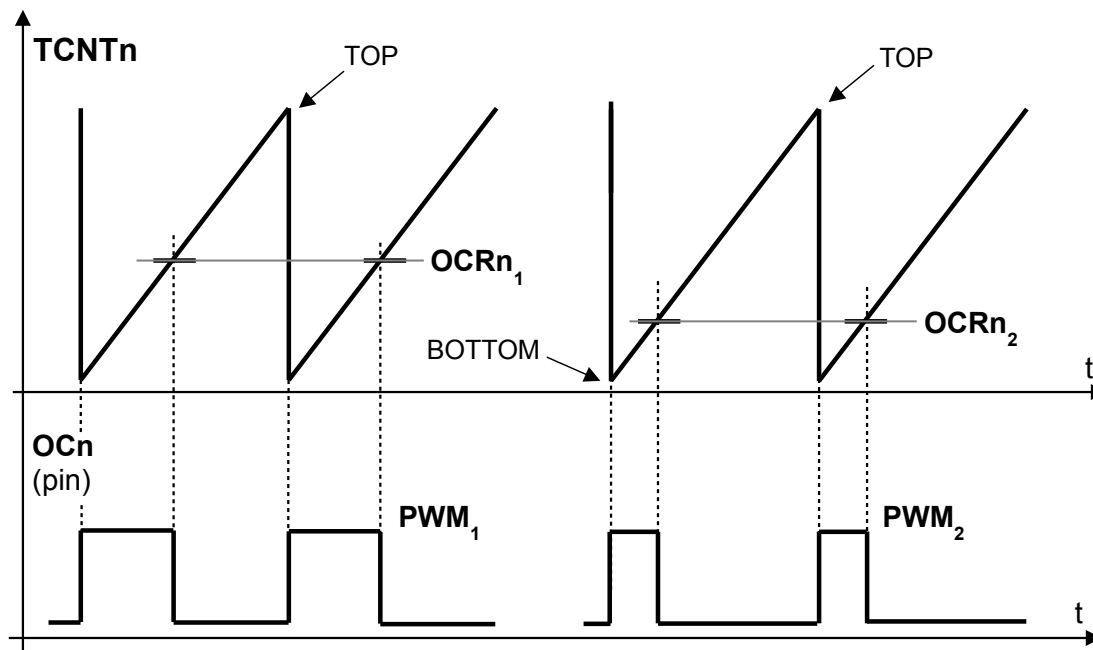 TCNTn
TOP
TOP
OCRn1
OCRn2
BOTTOM
t
OCn
(pin)
PWM1
PWM2
t